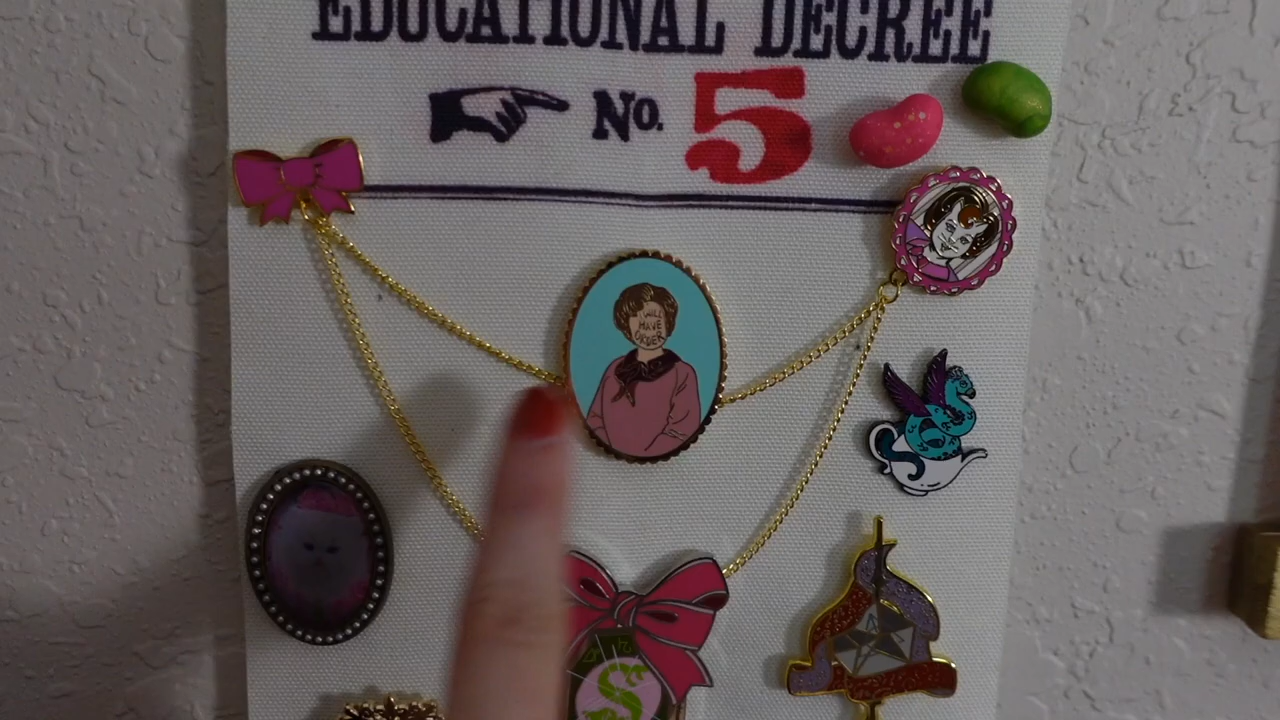 EDUCATIONAL DECREE
No. 5
I WILL
HAVE
ORDER
S